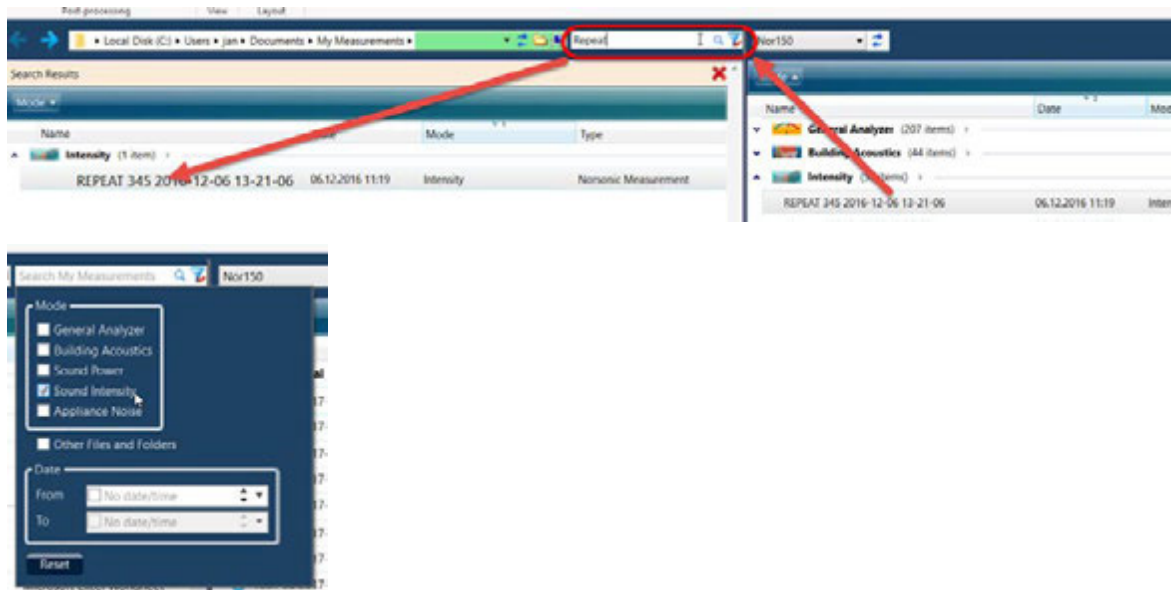 Post-processing View Layout
Local Disk (C:) Users jan Documents My Measurements Repeat Nor150
Search Results
Mode
Name Mode Type
Intensity (1 item)
REPEAT 345 2016-12-06 13-21-06 06.12.2016 11:19 Intensity Norsonic Measurement
Name Date
General Analyzer (207 items)
Building Acoustics (44 items)
Intensity
REPEAT 345 2016-12-06 13-21-06 06.12.2016 11:19
Search My Measurements Nor150
Mode
General Analyzer
Building Acoustics
Sound Power
Sound Intensity
Appliance Noise
Other Files and Folders
Date
From No date/time
To No date/time
Reset